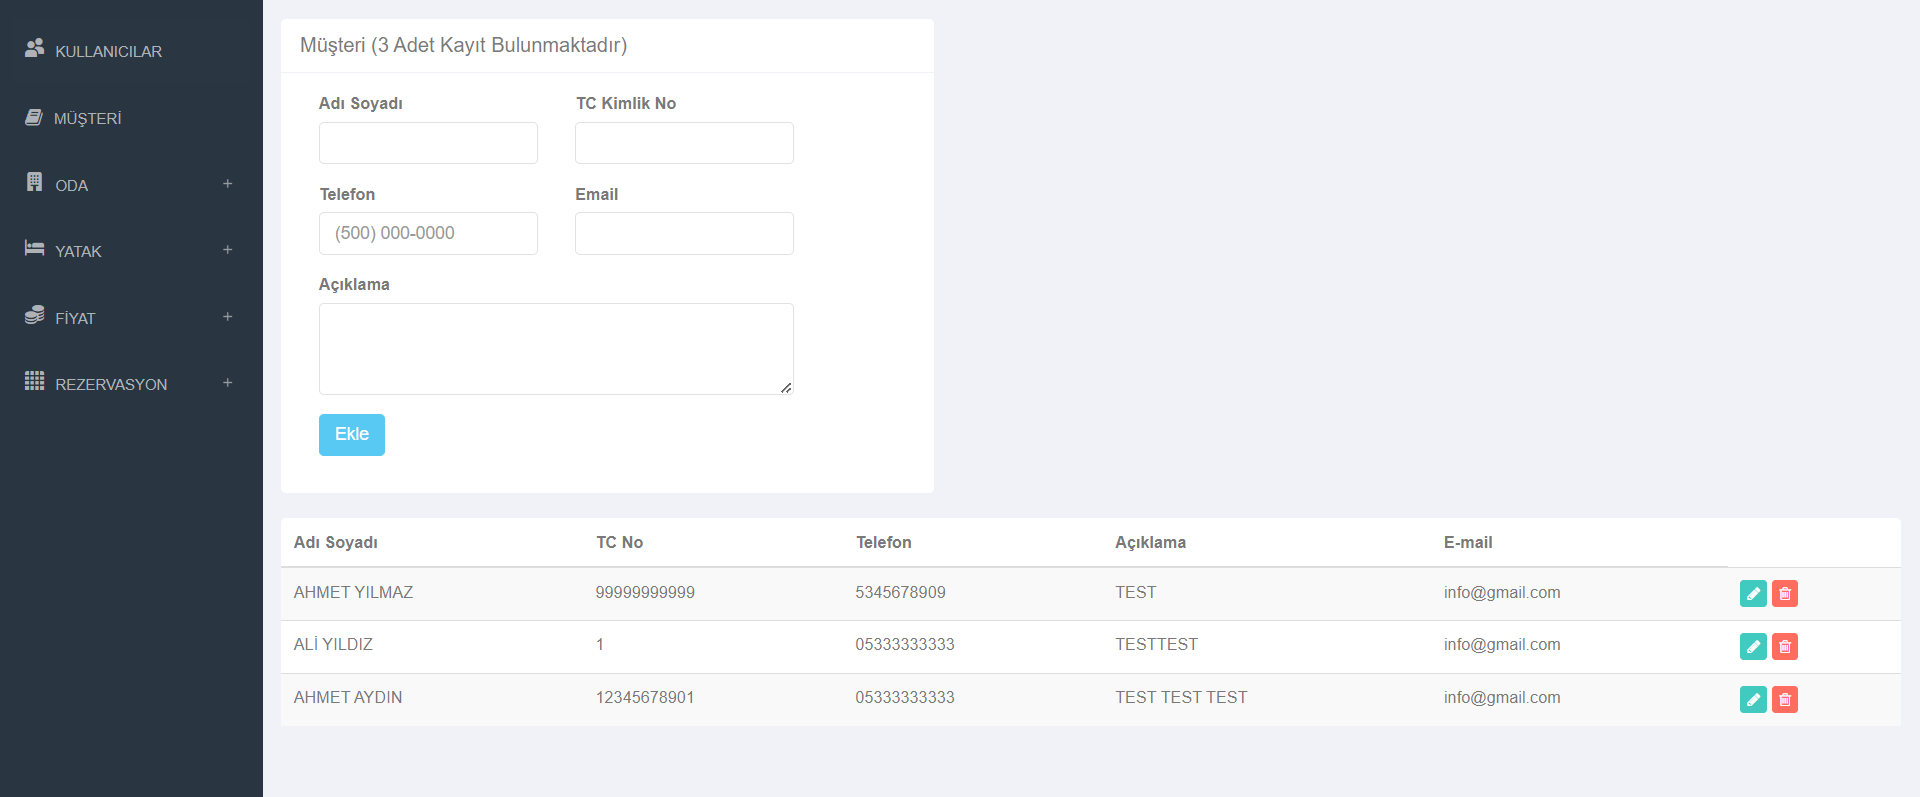 KULLANICILAR
MÜŞTERİ
ODA +
YATAK +
FİYAT +
REZERVASYON +
Müşteri (3 Adet Kayıt Bulunmaktadır)
Adı Soyadı TC Kimlik No
Telefon Email
(500) 000-0000
Açıklama
Ekle
Adı Soyadı TC No Telefon Açıklama E-mail
AHMET YILMAZ 99999999999 5345678909 TEST info@gmail.com
ALİ YILDIZ 1 05333333333 TESTTEST info@gmail.com
AHMET AYDIN 12345678901 05333333333 TEST TEST TEST info@gmail.com